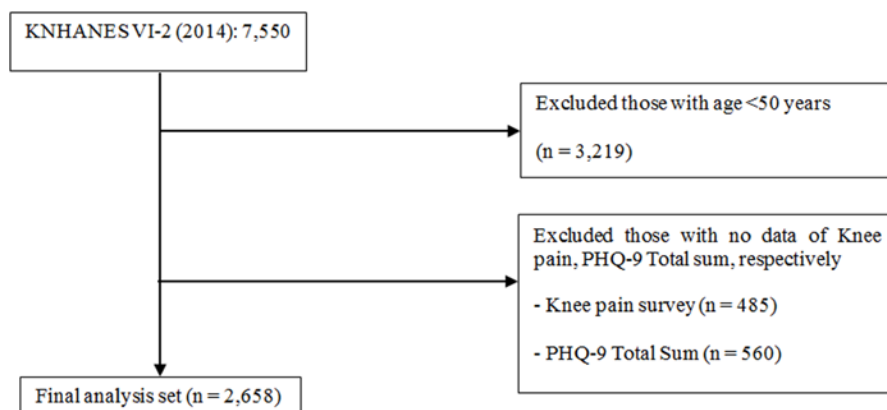 KNHANES VI-2 (2014): 7,550
Excluded those with age <50 years
(n = 3,219)
Excluded those with no data of Knee
pain, PHQ-9 Total sum, respectively
- Knee pain survey (n = 485)
- PHQ-9 Total Sum (n = 560)
Final analysis set (n = 2,658)